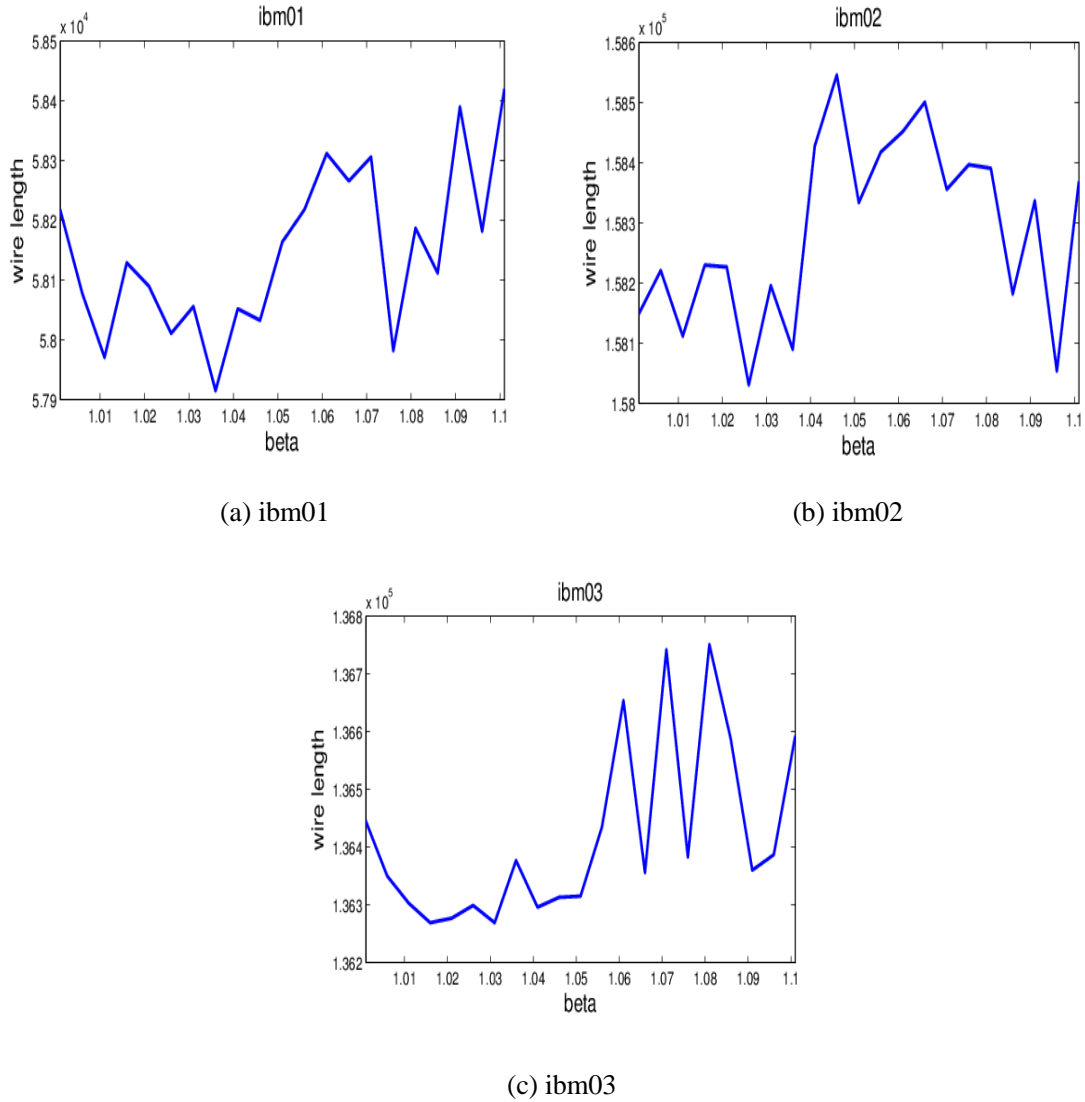 ibm01
x 10^4
5.85
5.84
5.83
5.82
5.81
5.8
5.79
wire length
1.01 1.02 1.03 1.04 1.05 1.06 1.07 1.08 1.09 1.1
beta
(a) ibm01
ibm02
x 10^5
1.586
1.585
1.584
1.583
1.582
1.581
1.58
wire length
1.01 1.02 1.03 1.04 1.05 1.06 1.07 1.08 1.09 1.1
beta
(b) ibm02
ibm03
x 10^5
1.368
1.367
1.366
1.365
1.364
1.363
1.362
wire length
1.01 1.02 1.03 1.04 1.05 1.06 1.07 1.08 1.09 1.1
beta
(c) ibm03